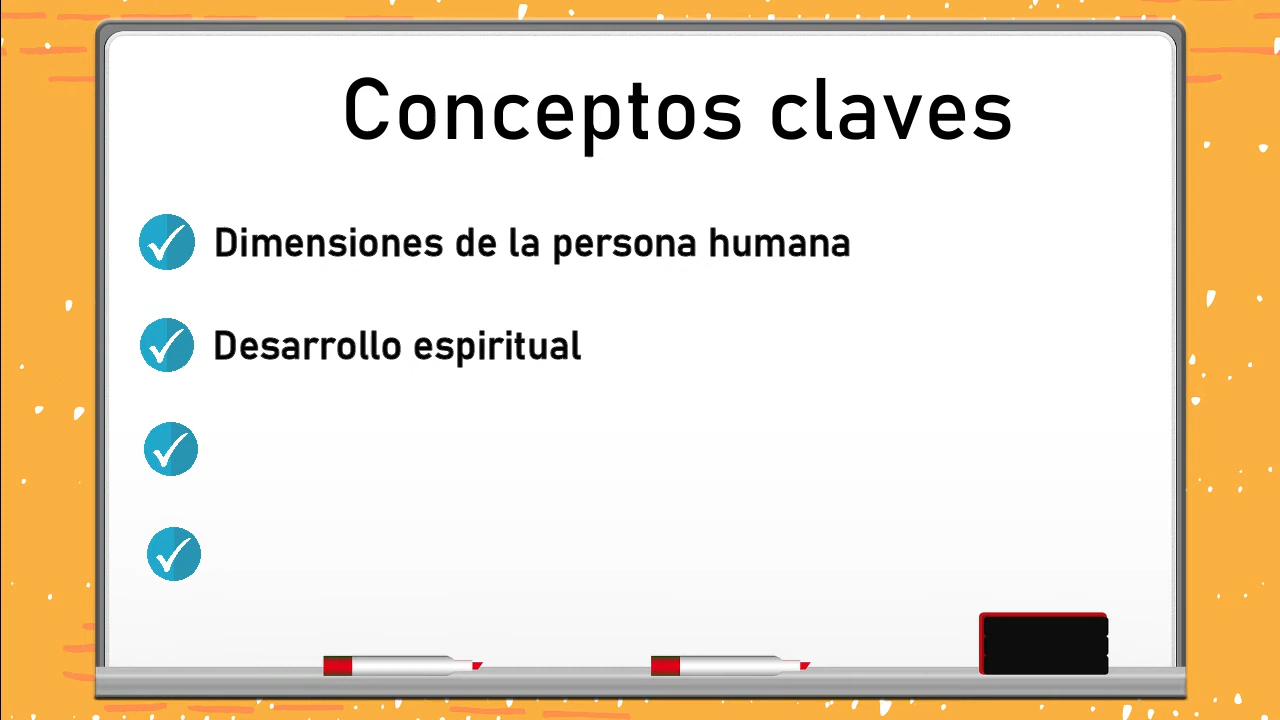 Conceptos claves
Dimensiones de la persona humana
Desarrollo espiritual